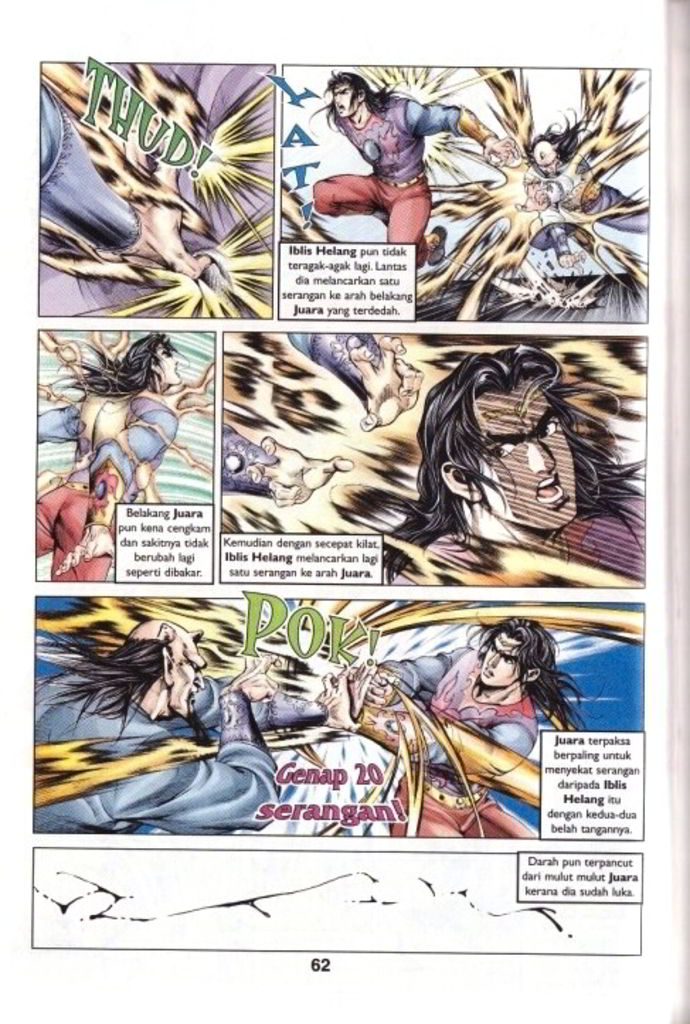 THUD!
YAT!
Iblis Helang pun tidak
teragak-agak lagi. Lantas
dia melancarkan satu
serangan ke arah belakang
Juara yang terdedah.
Belakang Juara
pun kena cengkam
dan sakitnya tidak
berubah lagi
seperti dibakar.
Kemudian dengan secepat kilat,
Iblis Helang melancarkan lagi
satu serangan ke arah Juara.
POK!
Genap 20
serangan!
Juara terpaksa
berpaling untuk
menyekat serangan
daripada Iblis
Helang itu
dengan kedua-dua
belah tangannya.
Darah pun terpancut
dari mulut mulut Juara
kerana dia sudah luka.
62